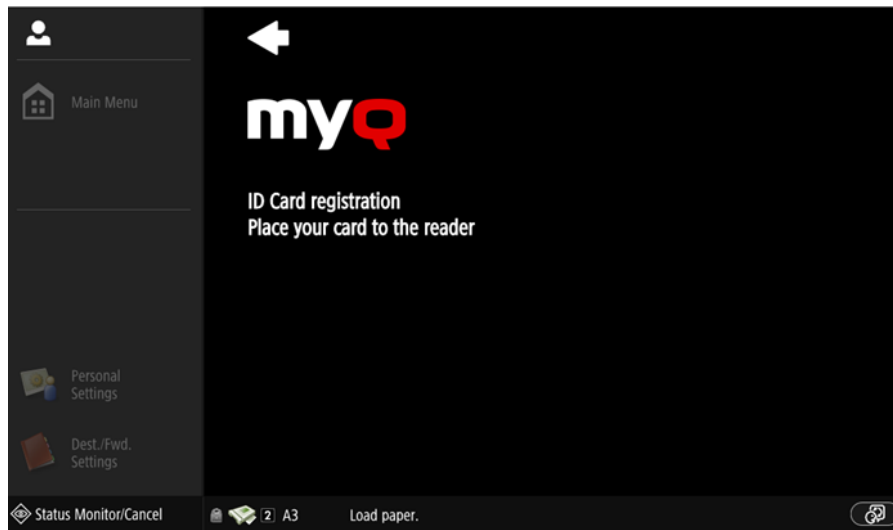 Main Menu
myQ
ID Card registration
Place your card to the reader
Personal
Settings
Dest./Fwd.
Settings
Status Monitor/Cancel
2 A3 Load paper.